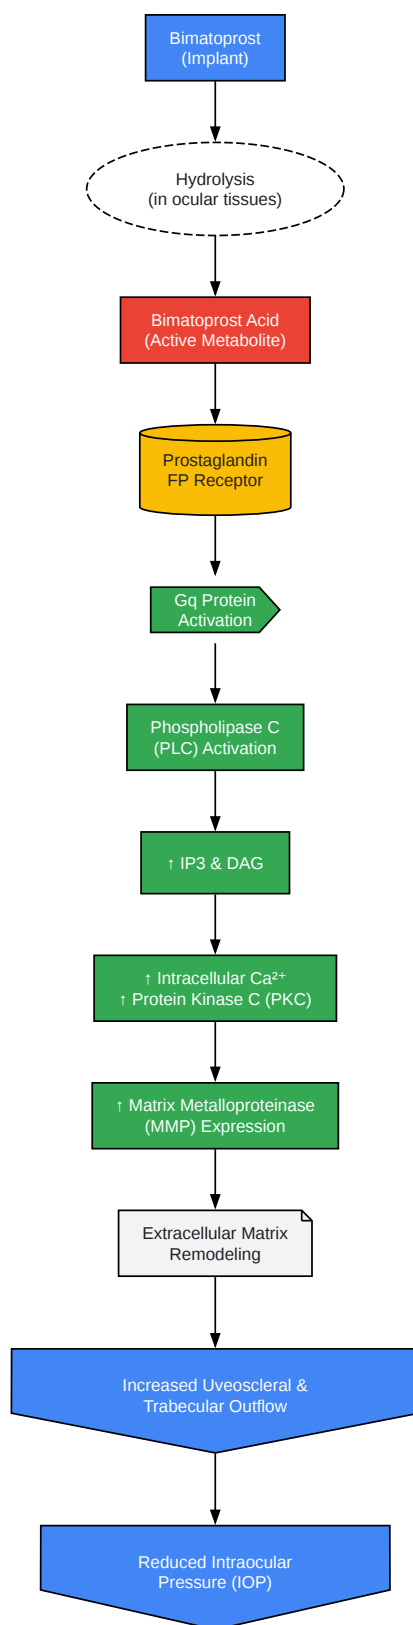 Bimatoprost
(Implant)
Hydrolysis
(in ocular tissues)
Bimatoprost Acid
(Active Metabolite)
Prostaglandin
FP Receptor
Gq Protein
Activation
Phospholipase C
(PLC) Activation
↑ IP3 & DAG
↑ Intracellular Ca²⁺
↑ Protein Kinase C (PKC)
↑ Matrix Metalloproteinase
(MMP) Expression
Extracellular Matrix
Remodeling
Increased Uveoscleral &
Trabecular Outflow
Reduced Intraocular
Pressure (IOP)